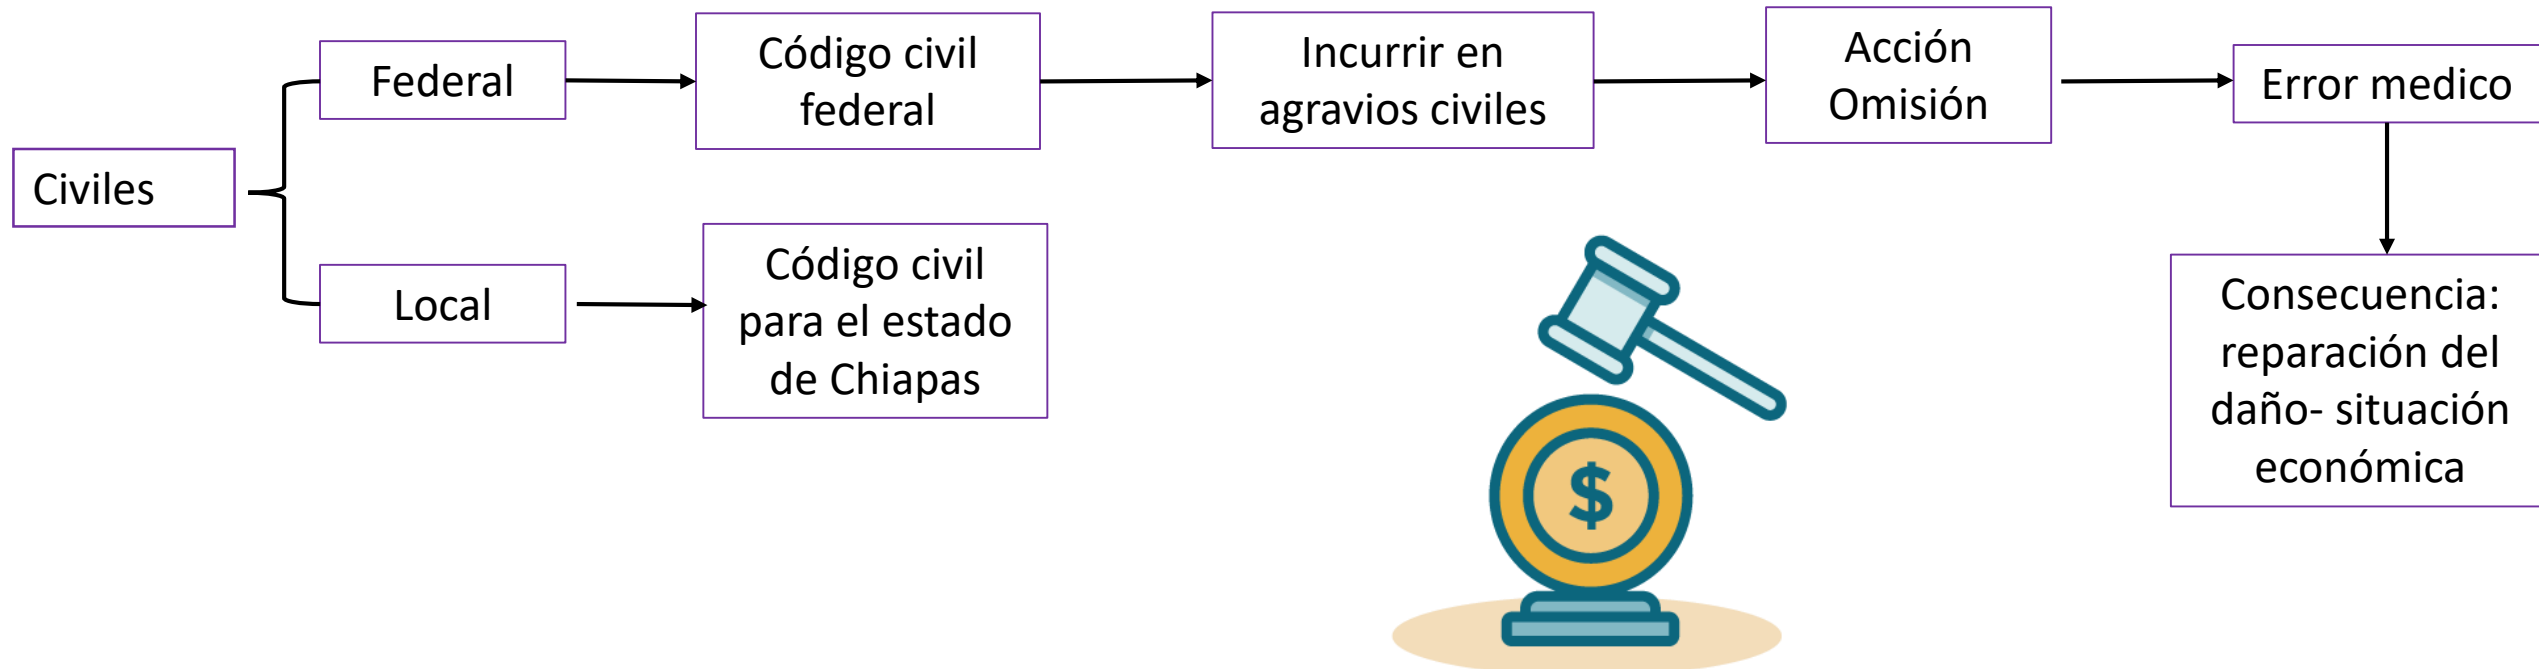 Civiles
Federal
Código civil
federal
Incurrir en
agravios civiles
Acción
Omisión
Error medico
Consecuencia:
reparación del
daño- situación
económica
Local
Código civil
para el estado
de Chiapas
$